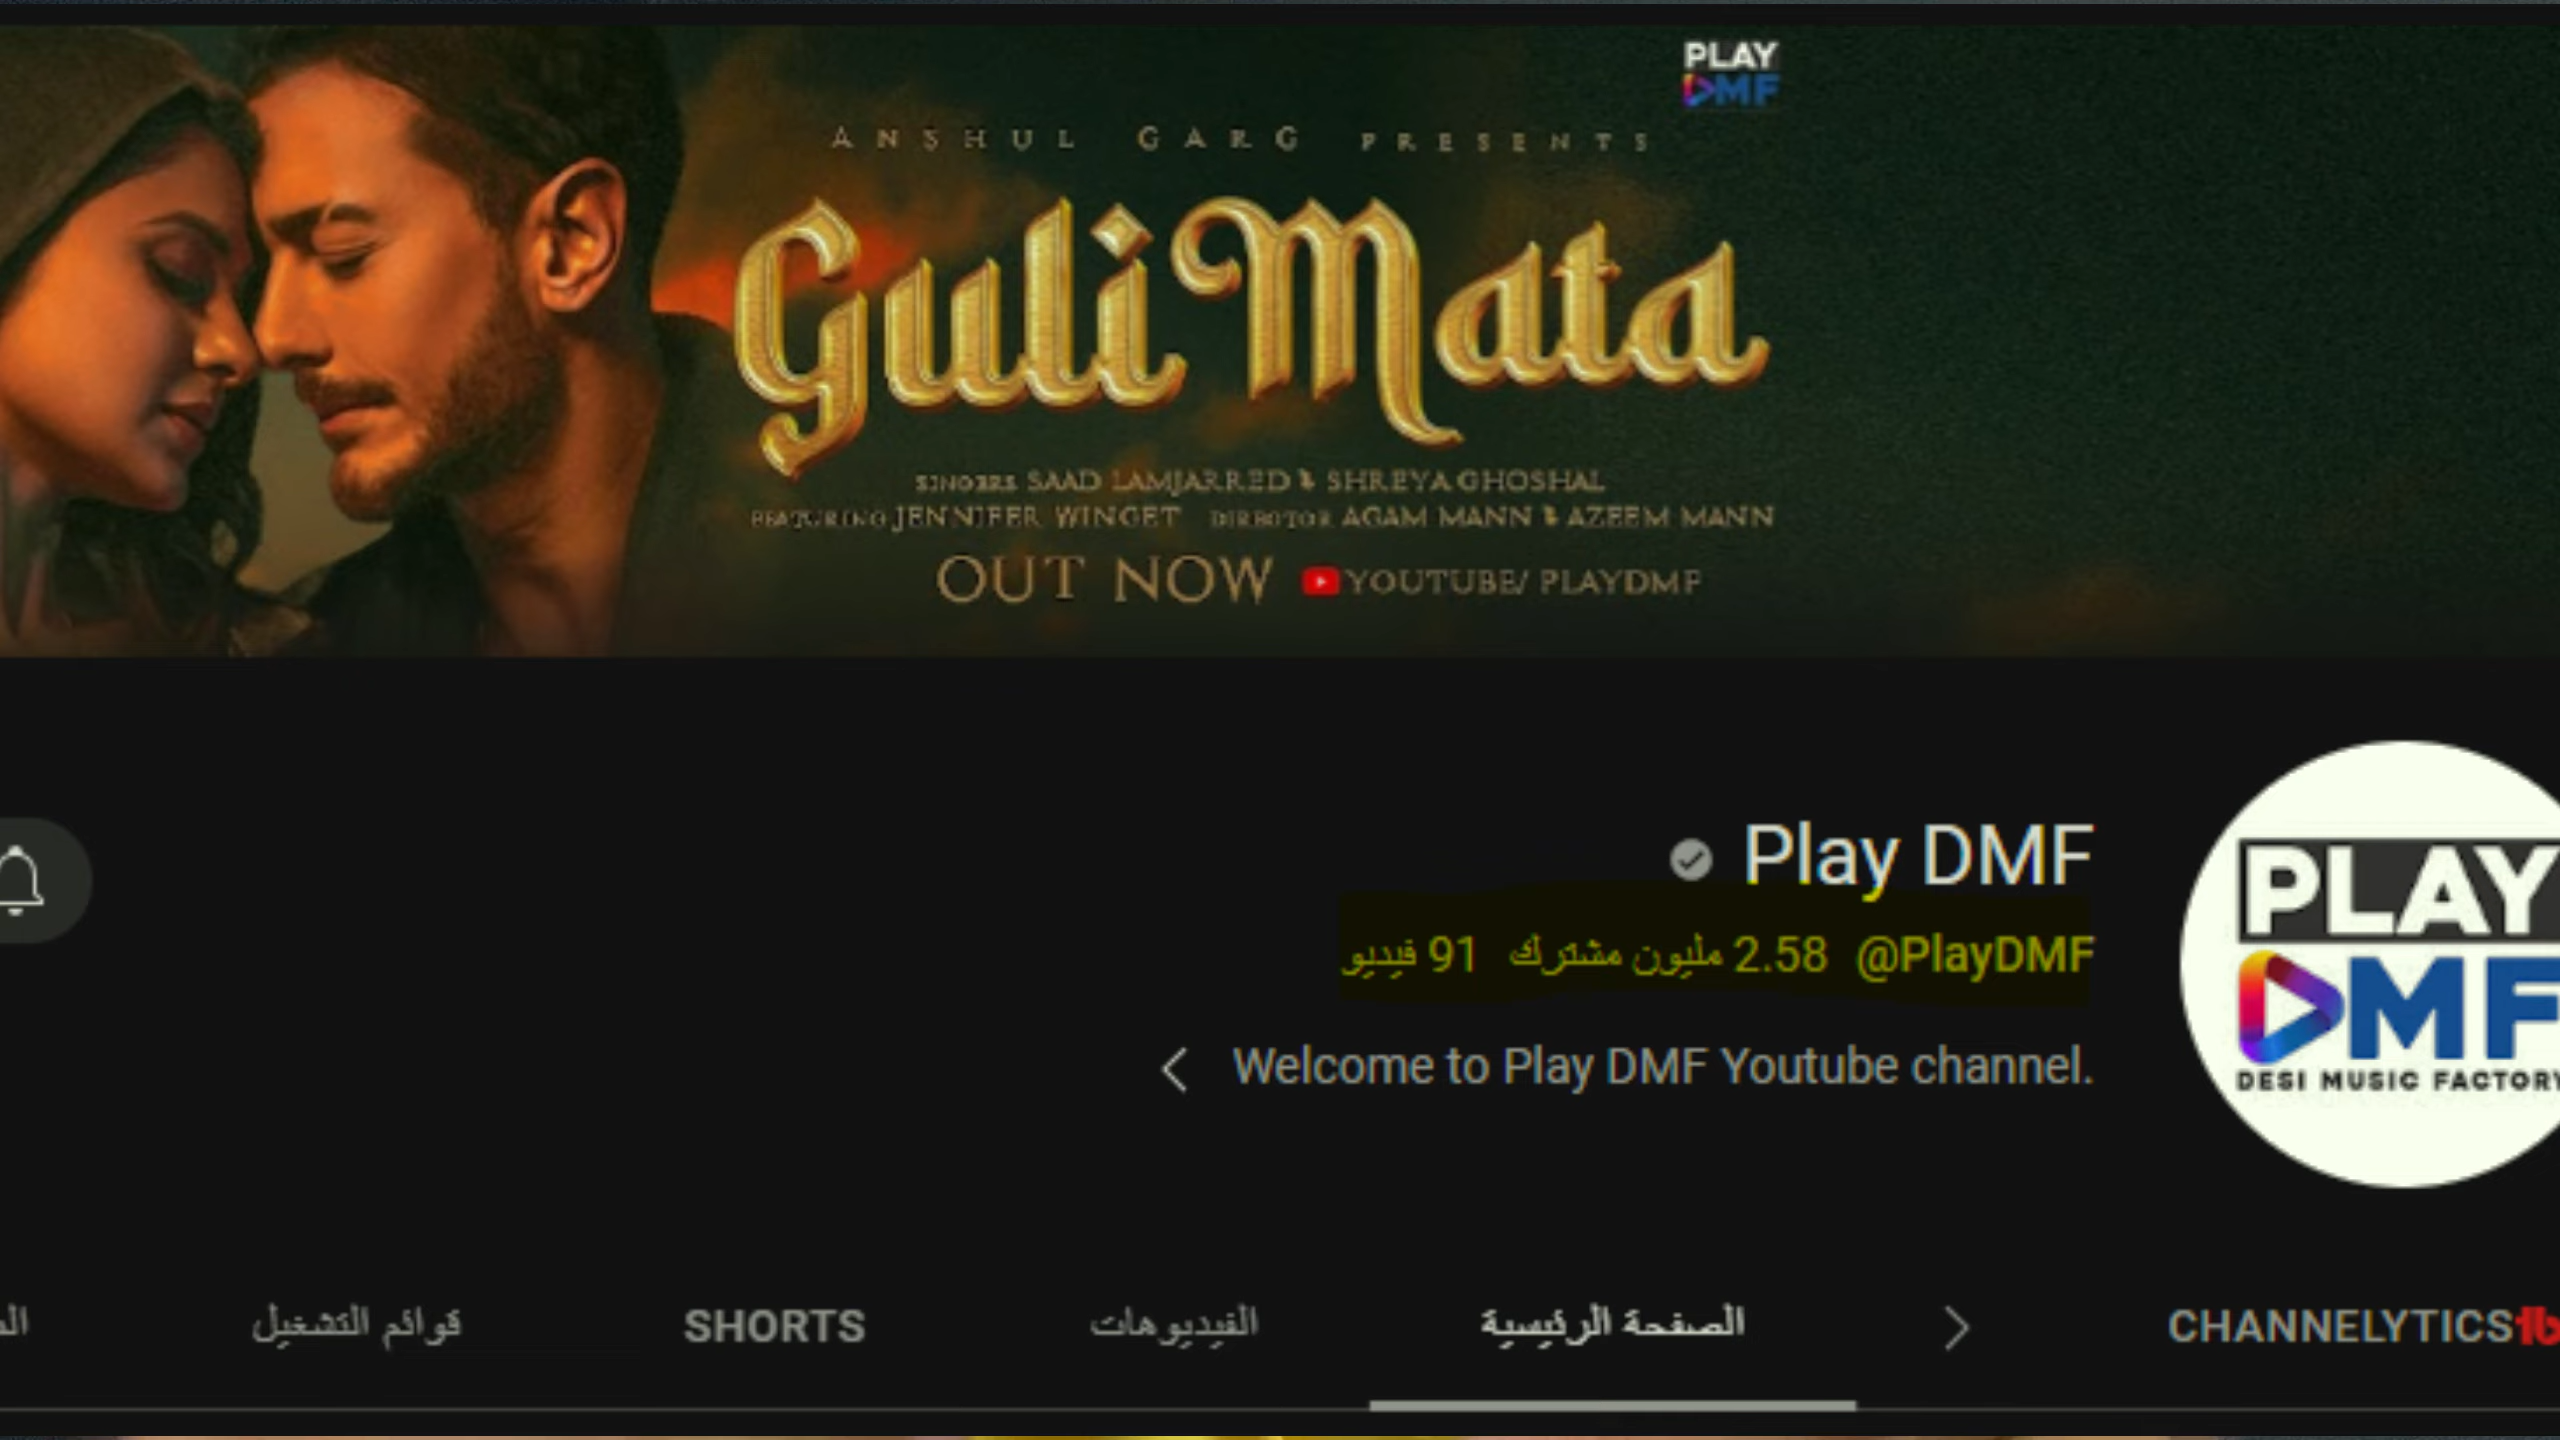 PLAY
DMF
ANSHUL GARG PRESENTS
Guli Mata
SINGERS SAAD LAMJARRED & SHREYA GHOSHAL
FEATURING JENNIFER WINGET DIRECTOR AGAM MANN & AZEEM MANN
OUT NOW YOUTUBE/ PLAYDMF
Play DMF
@PlayDMF 2.58 مليون مشترك 91 فيديو
Welcome to Play DMF Youtube channel.
PLAY
DMF
DESI MUSIC FACTORY
CHANNELYTICS tb الصفحة الرئيسية الفيديوهات SHORTS قوائم التشغيل